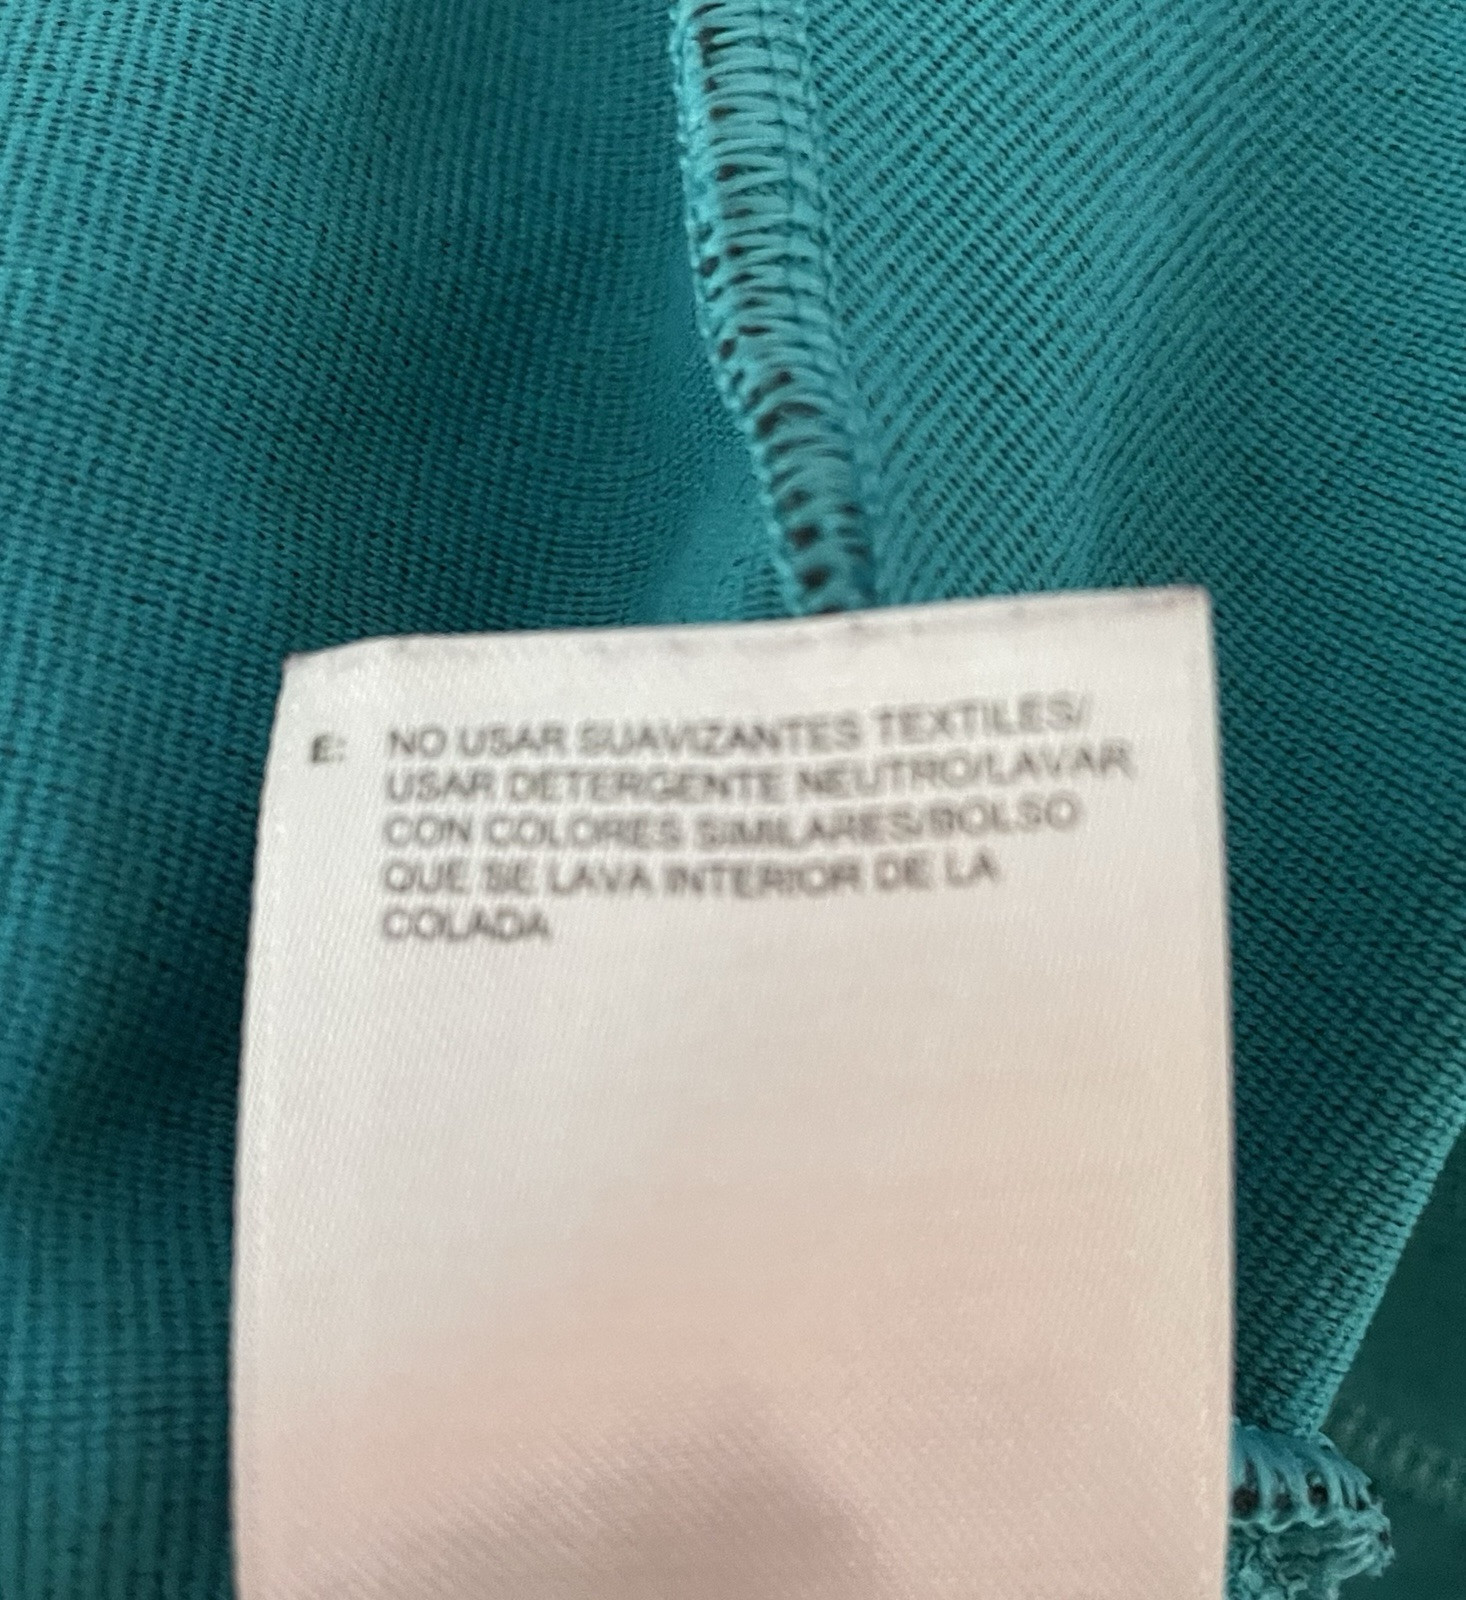 E: NO USAR SUAVIZANTES TEXTILES/
USAR DETERGENTE NEUTRO/LAVAR
CON COLORES SIMILARES/BOLSO
QUE SE LAVA INTERIOR DE LA
COLADA